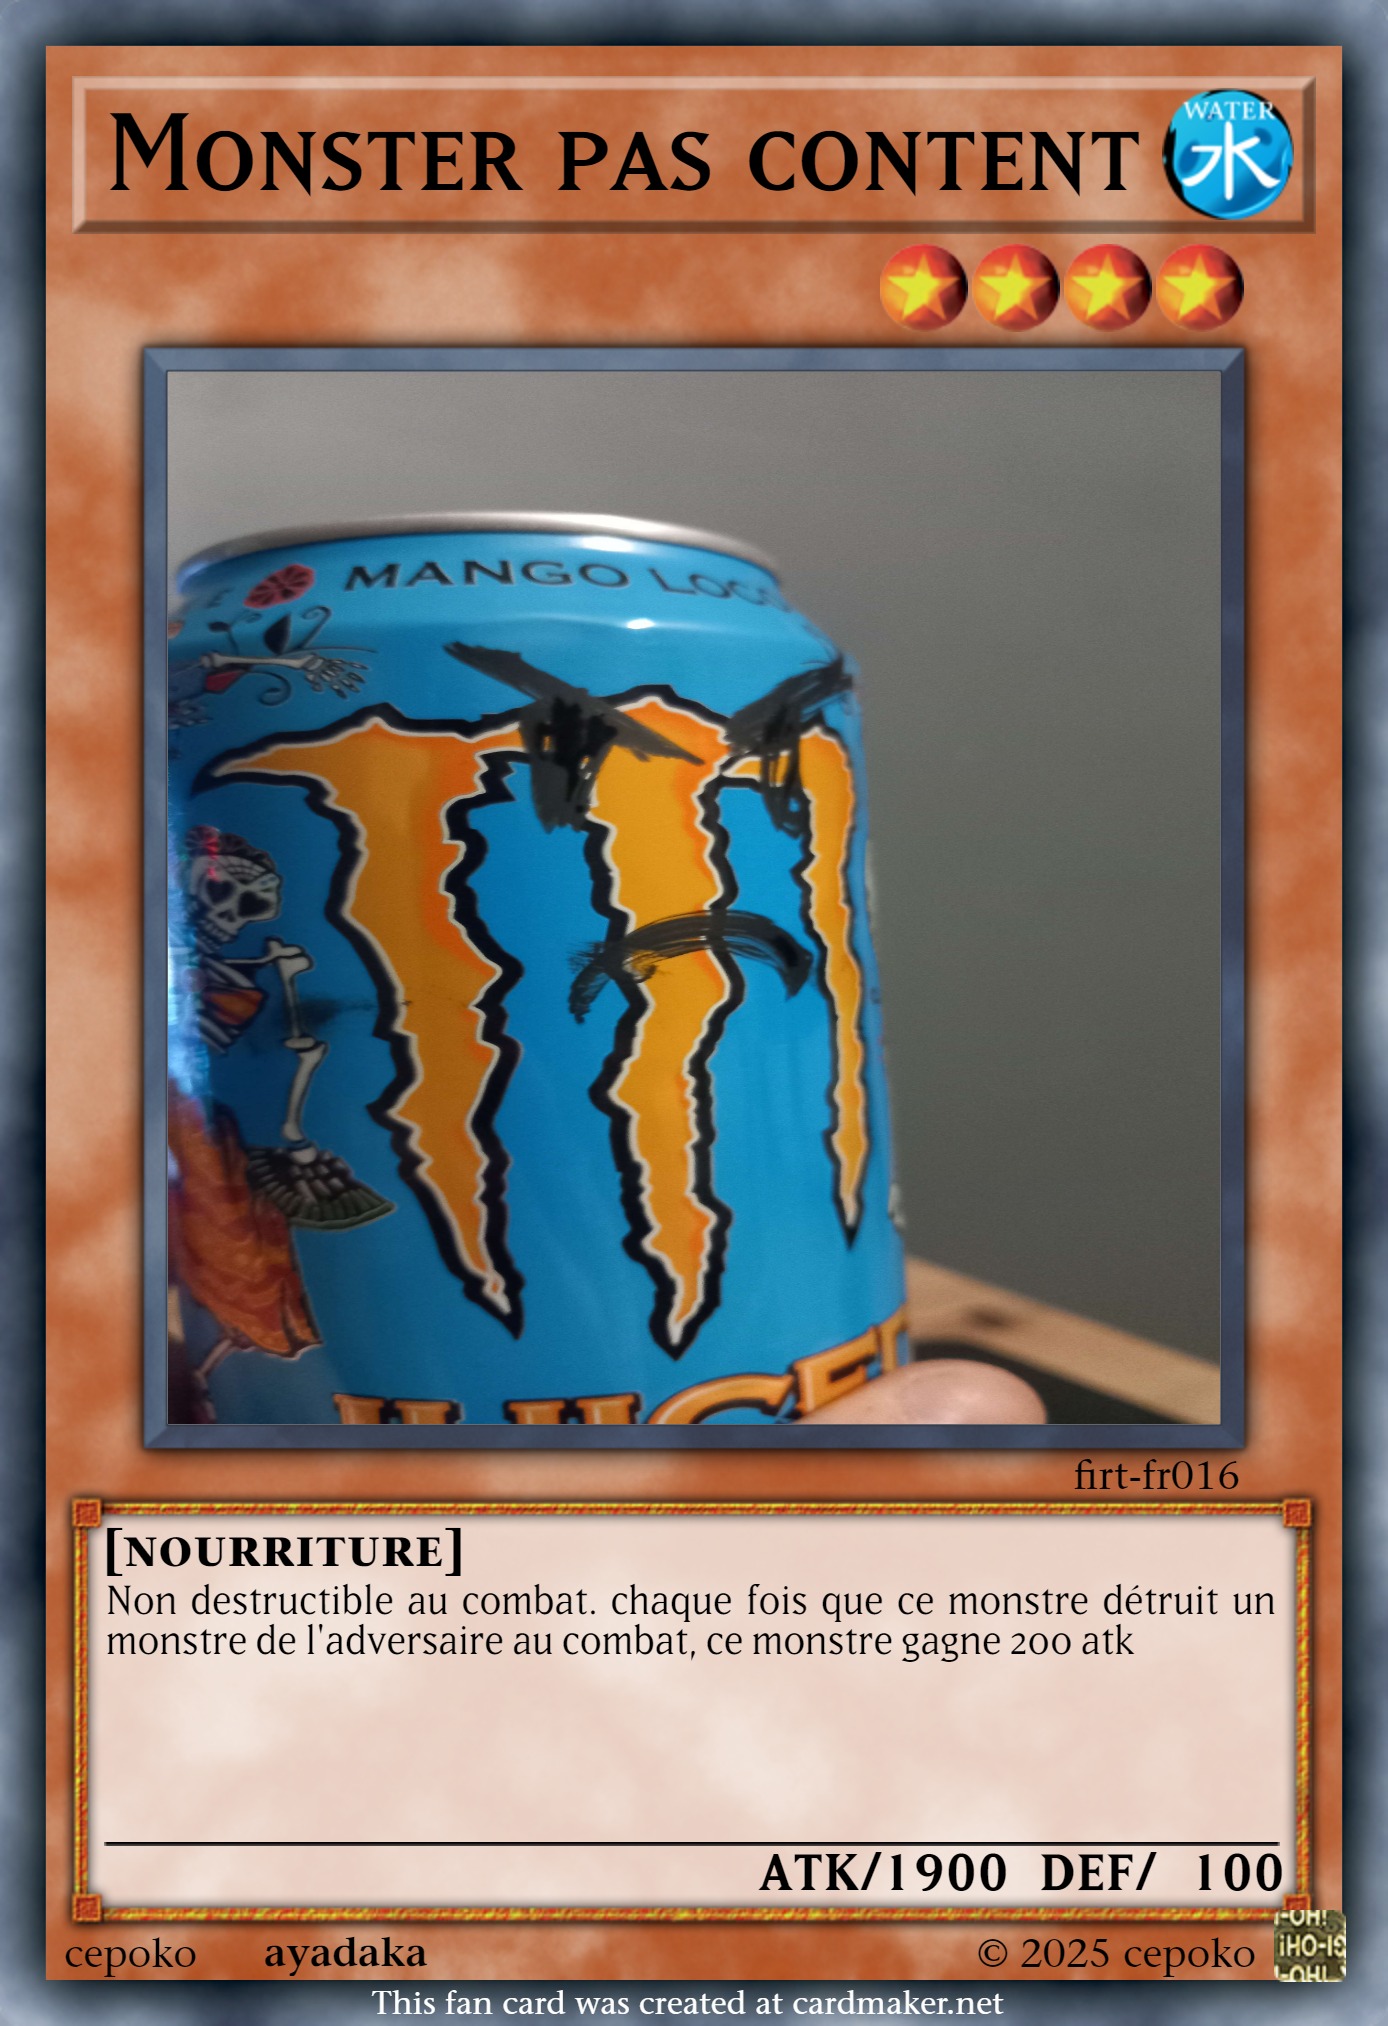 Monster pas content
WATER
水
MANGO LOCO
firt-fr016
[NOURRITURE]
Non destructible au combat. chaque fois que ce monstre détruit un
monstre de l'adversaire au combat, ce monstre gagne 200 atk
ATK/1900 DEF/ 100
cepoko ayadaka © 2025 cepoko
This fan card was created at cardmaker.net